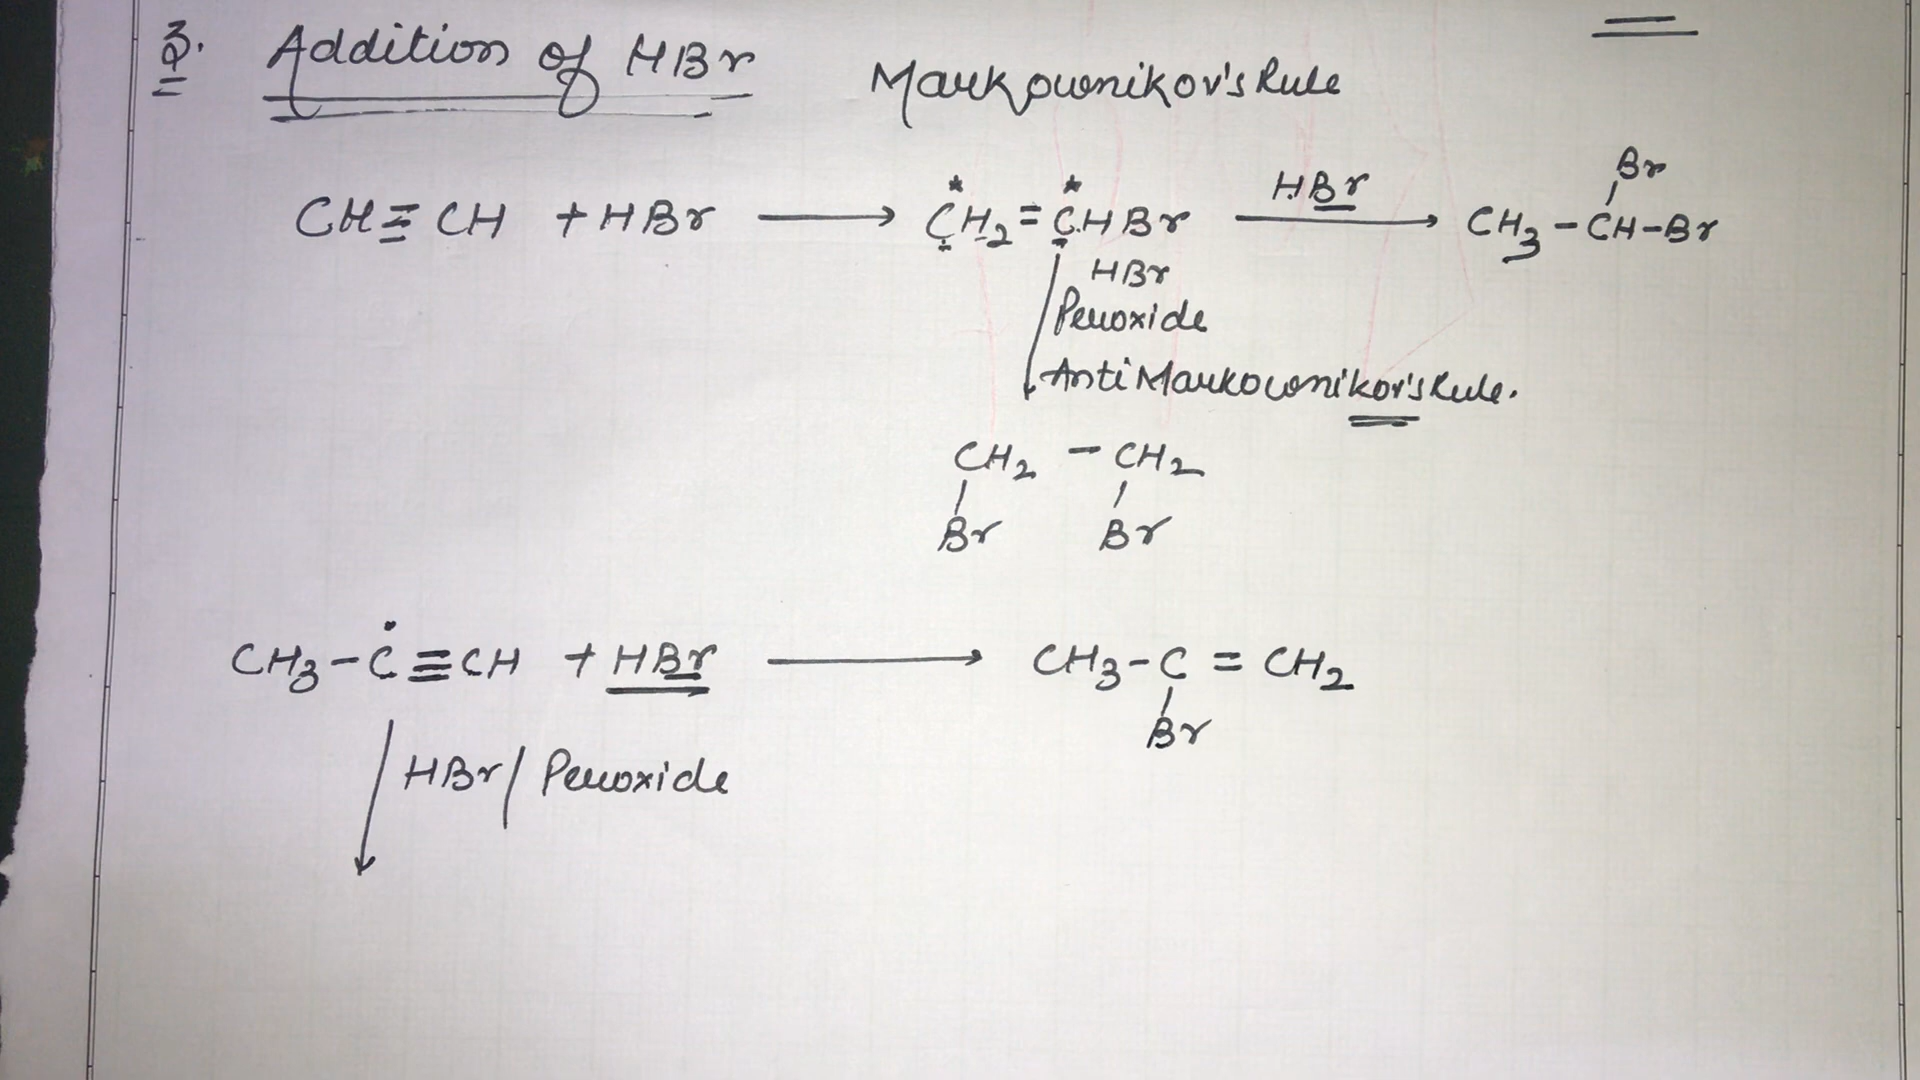 3. Addition of HBr Markownikov's Rule
CH≡CH + HBr ⟶ *CH₂=*CHBr —HBr→ CH₃-CH-Br
Br
HBr
Peroxide
Anti Markownikov's Rule.
CH₂ - CH₂
Br Br
CH₃-C≡CH + HBr ⟶ CH₃-C=CH₂
Br
HBr/Peroxide